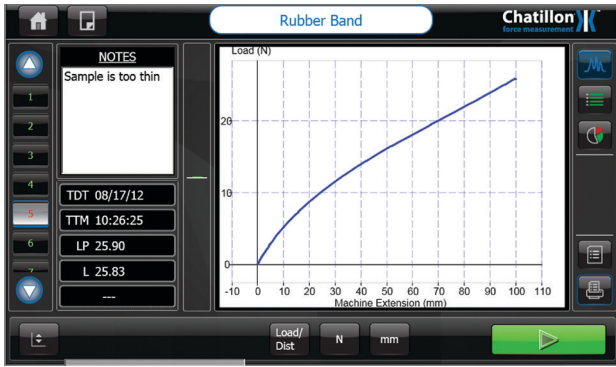 Rubber Band
Chatillon
force measurement
NOTES
Sample is too thin
1
2
3
4
5
6
7
TDT 08/17/12
TTM 10:26:25
LP 25.90
L 25.83
---
Load (N)
20
10
0
-10 0 10 20 30 40 50 60 70 80 90 100 110
Machine Extension (mm)
Load/
Dist
N
mm